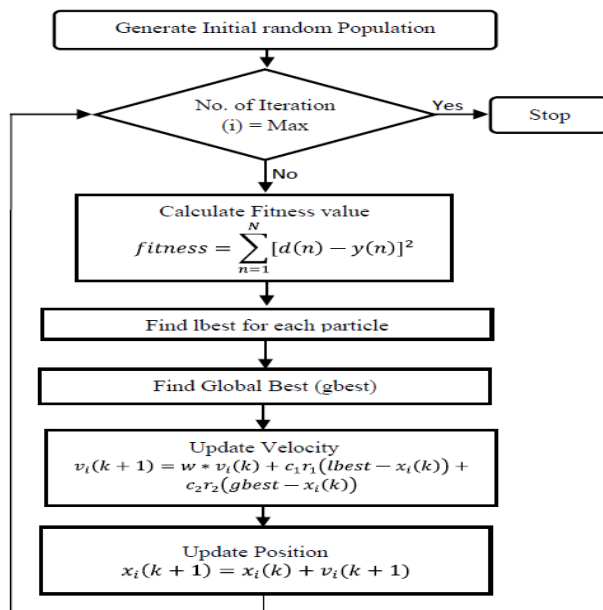 Generate Initial random Population
No. of Iteration
(i) = Max
Yes
Stop
No
Calculate Fitness value
fitness = \sum_{n=1}^{N} [d(n) − y(n)]^2
Find lbest for each particle
Find Global Best (gbest)
Update Velocity
v_i(k + 1) = w * v_i(k) + c_1r_1(lbest − x_i(k)) +
c_2r_2(gbest − x_i(k))
Update Position
x_i(k + 1) = x_i(k) + v_i(k + 1)